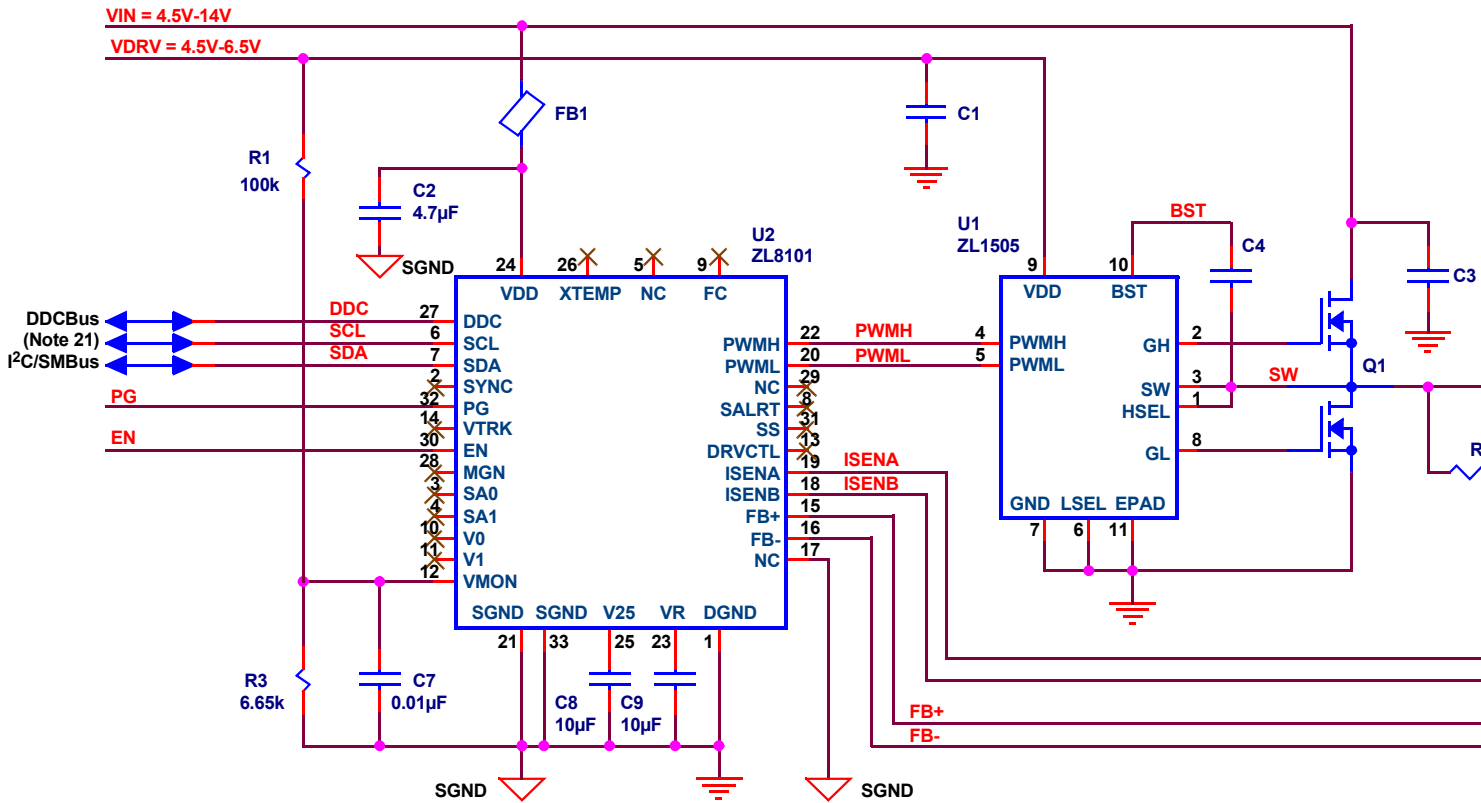 VIN = 4.5V-14V
VDRV = 4.5V-6.5V
FB1
C1
R1
100k
C2
4.7µF
SGND
U2
ZL8101
U1
ZL1505
BST
C4
C3
24
26
5
9
VDD
XTEMP
NC
FC
9
10
VDD
BST
DDCBus
(Note 21)
I²C/SMBus
DDC
SCL
SDA
PG
EN
27
6
7
2
32
14
30
28
3
4
10
11
12
DDC
SCL
SDA
SYNC
PG
VTRK
EN
MGN
SA0
SA1
V0
V1
VMON
PWMH
PWML
NC
SALRT
SS
DRVCTL
ISENA
ISENB
FB+
FB-
NC
22
20
29
8
31
13
19
18
15
16
17
PWMH
PWML
ISENA
ISENB
4
5
PWMH
PWML
GH
SW
HSEL
GL
2
3
1
8
SW
Q1
R
GND
LSEL
EPAD
7
6
11
SGND
SGND
V25
VR
DGND
21
33
25
23
1
R3
6.65k
C7
0.01µF
C8
10µF
C9
10µF
FB+
FB-
SGND
SGND